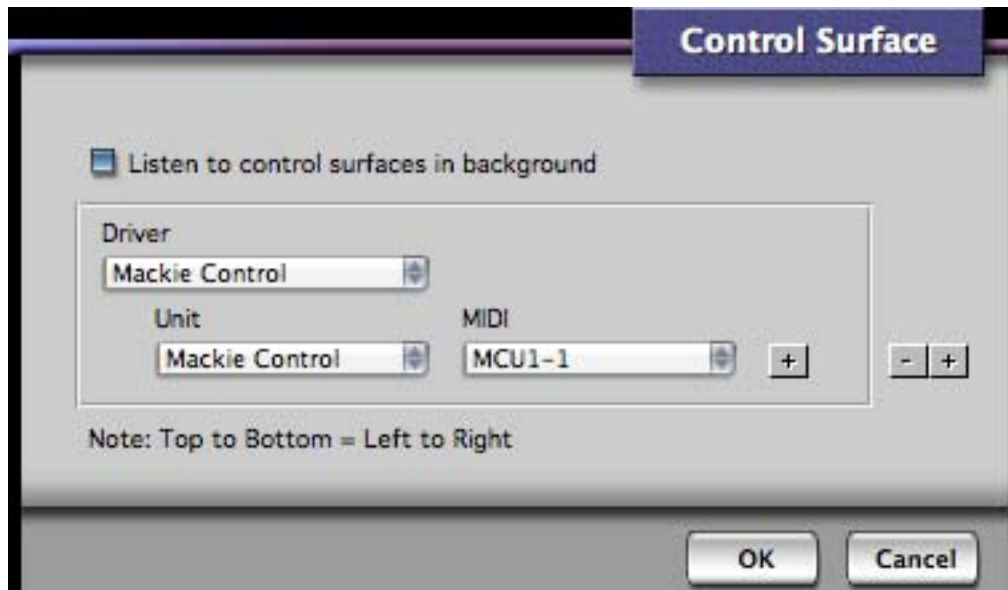 Control Surface
Listen to control surfaces in background
Driver
Mackie Control
Unit MIDI
Mackie Control MCU1-1 + - +
Note: Top to Bottom = Left to Right
OK Cancel